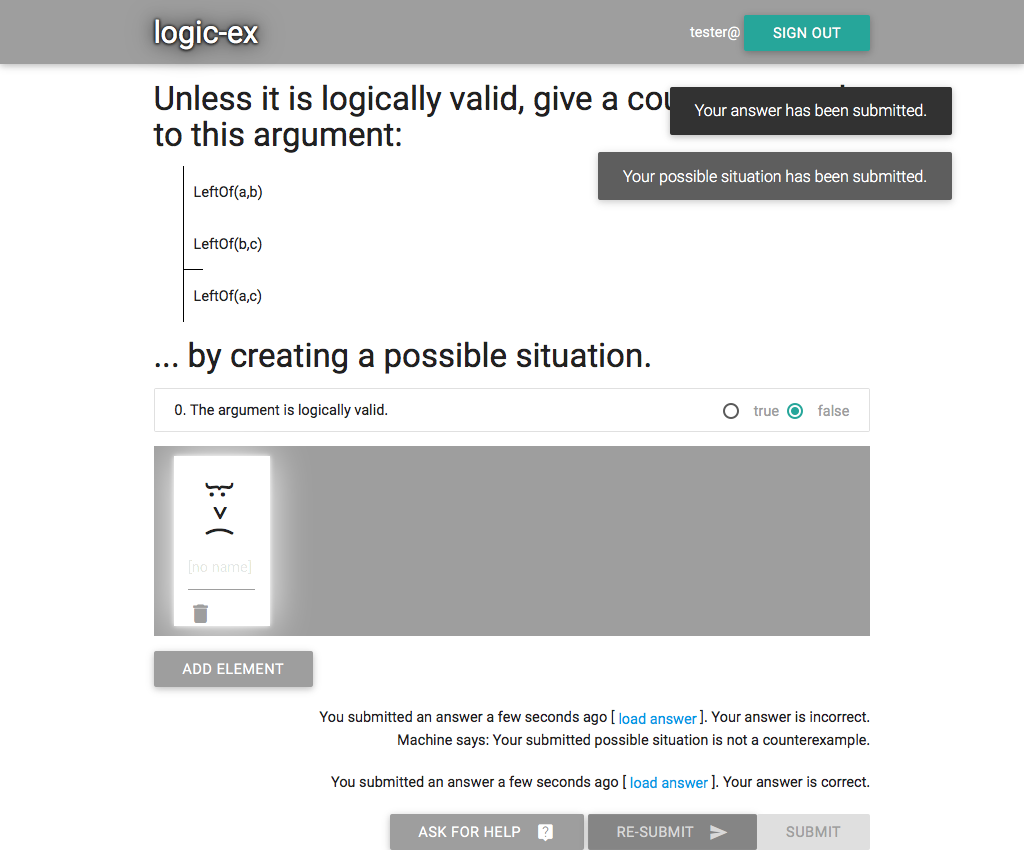 logic-ex
tester@
SIGN OUT
Unless it is logically valid, give a cou
to this argument:
Your answer has been submitted.
Your possible situation has been submitted.
LeftOf(a,b)
LeftOf(b,c)
LeftOf(a,c)
... by creating a possible situation.
0. The argument is logically valid.
true
false
[no name]
ADD ELEMENT
You submitted an answer a few seconds ago [ load answer ]. Your answer is incorrect.
Machine says: Your submitted possible situation is not a counterexample.
You submitted an answer a few seconds ago [ load answer ]. Your answer is correct.
ASK FOR HELP
RE-SUBMIT
SUBMIT